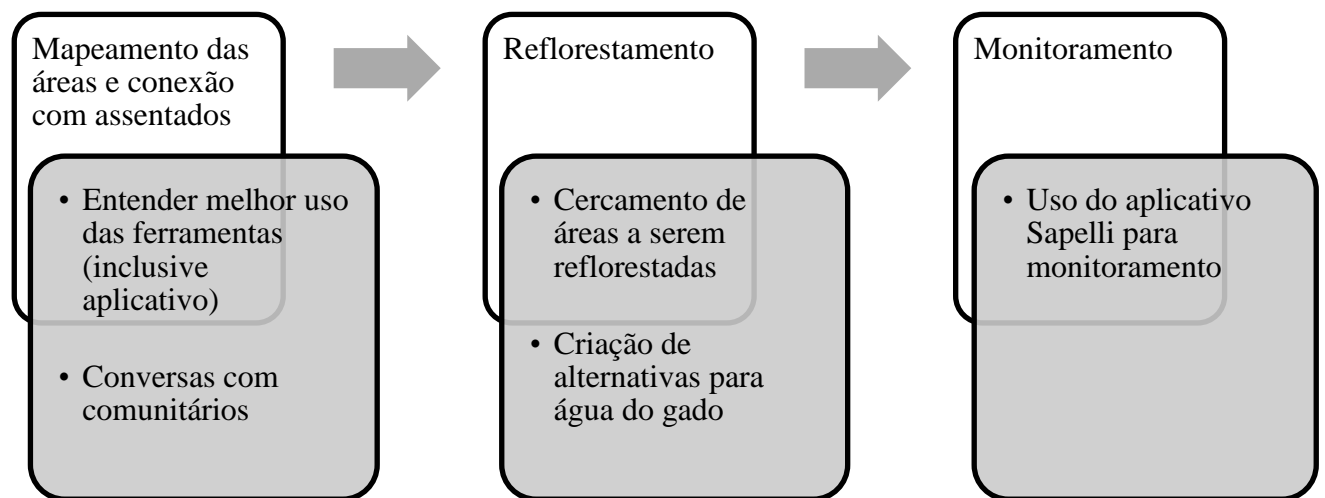 Mapeamento das
áreas e conexão
com assentados
• Entender melhor uso
das ferramentas
(inclusive
aplicativo)
• Conversas com
comunitários
Reflorestamento
• Cercamento de
áreas a serem
reflorestadas
• Criação de
alternativas para
água do gado
Monitoramento
• Uso do aplicativo
Sapelli para
monitoramento